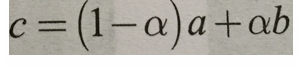 c = (1 − α)a + αb